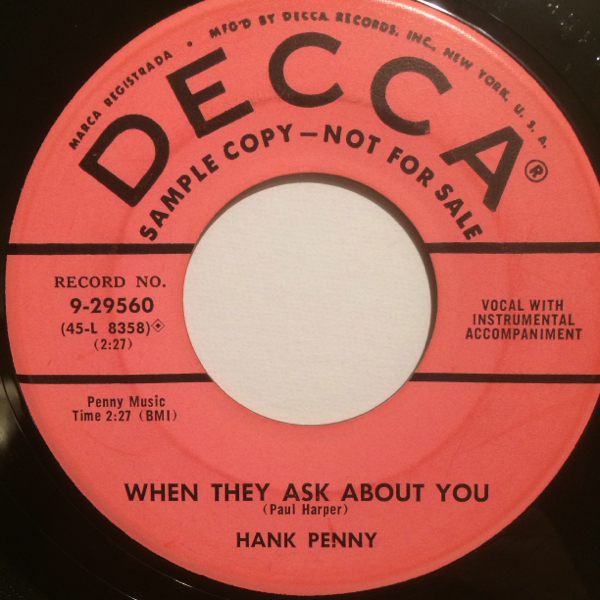 MARCA REGISTRADA • MFG'D BY DECCA RECORDS, INC., NEW YORK, U. S. A.
DECCA®
SAMPLE COPY—NOT FOR SALE
RECORD NO.
9-29560
(45-L 8358)
(2:27)
VOCAL WITH
INSTRUMENTAL
ACCOMPANIMENT
Penny Music
Time 2:27 (BMI)
WHEN THEY ASK ABOUT YOU
(Paul Harper)
HANK PENNY